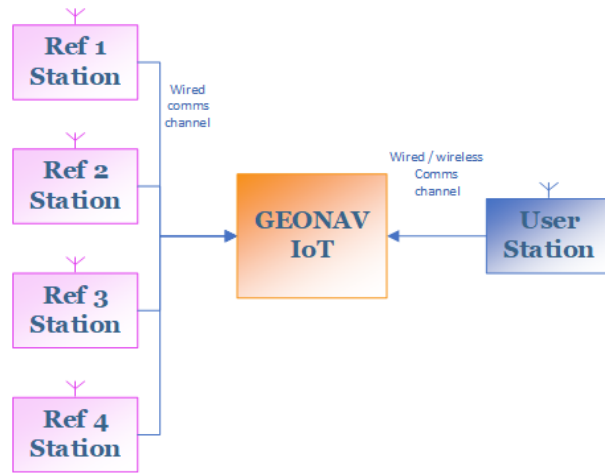 Ref 1
Station
Wired
comms
channel
Ref 2
Station
Wired / wireless
Comms
channel
GEONAV
IoT
User
Station
Ref 3
Station
Ref 4
Station